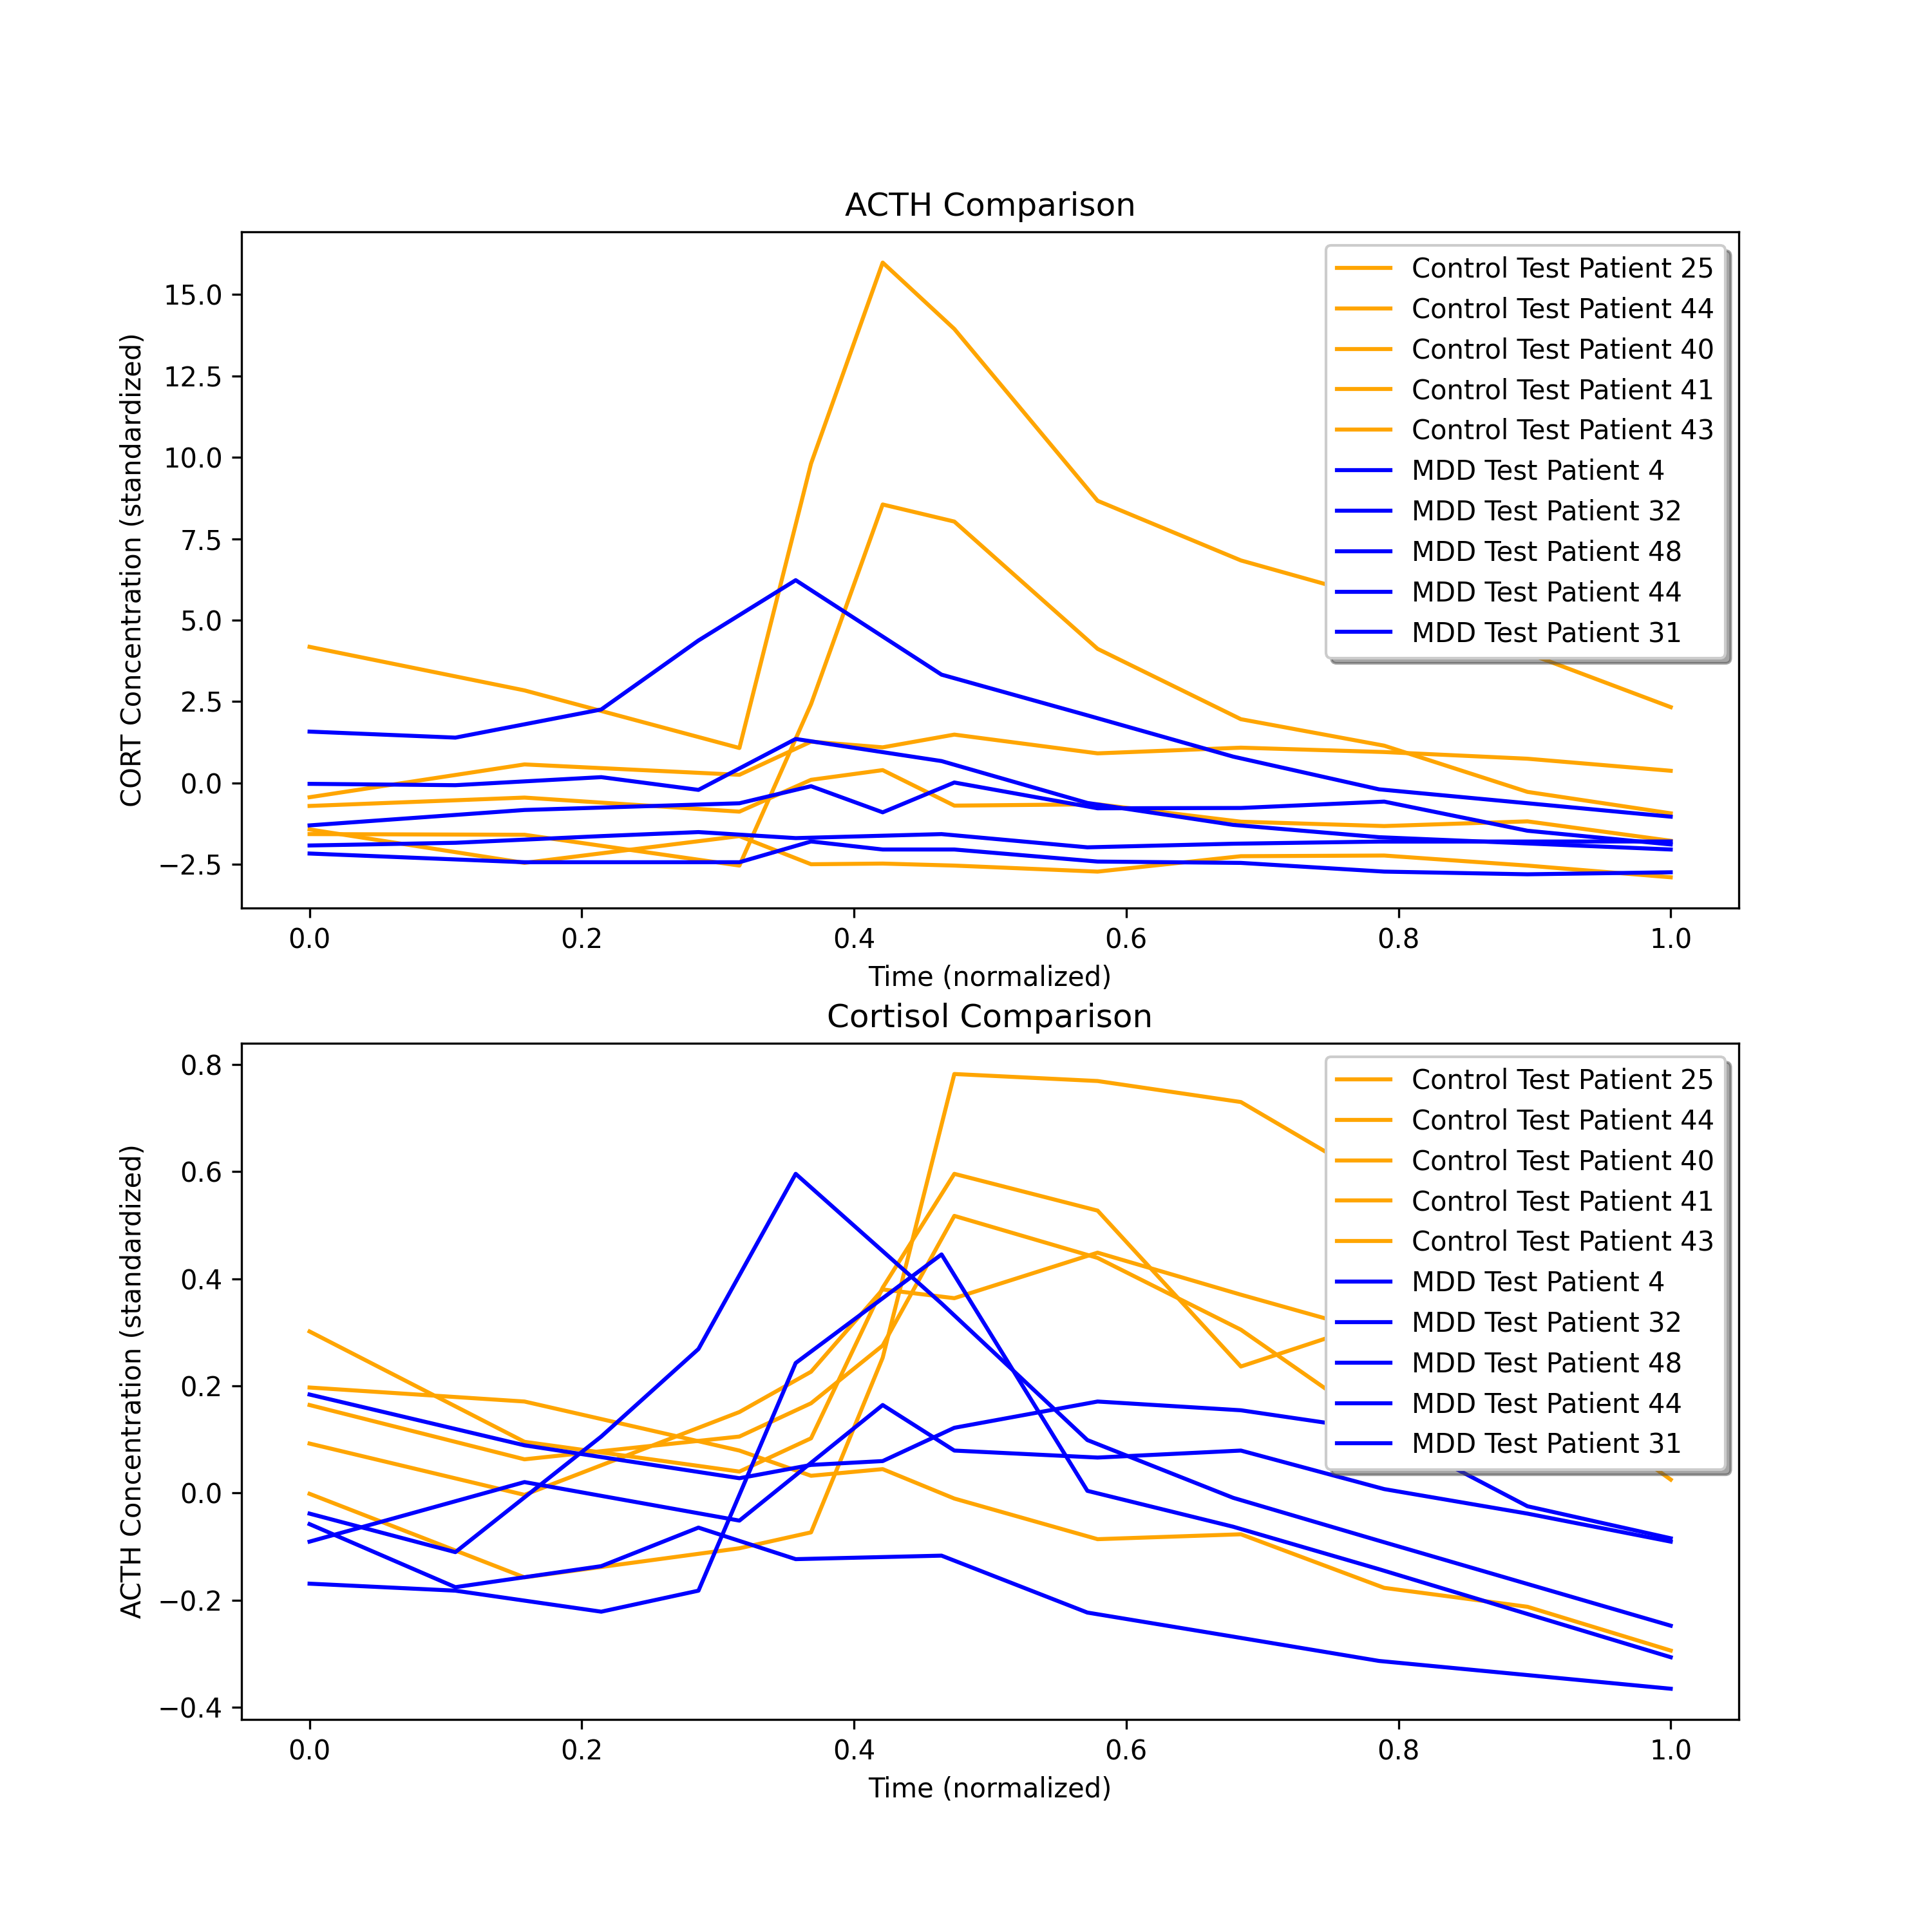 ACTH Comparison
CORT Concentration (standardized)
15.0
12.5
10.0
7.5
5.0
2.5
0.0
−2.5
Control Test Patient 25
Control Test Patient 44
Control Test Patient 40
Control Test Patient 41
Control Test Patient 43
MDD Test Patient 4
MDD Test Patient 32
MDD Test Patient 48
MDD Test Patient 44
MDD Test Patient 31
0.0 0.2 0.4 0.6 0.8 1.0
Time (normalized)
Cortisol Comparison
ACTH Concentration (standardized)
0.8
0.6
0.4
0.2
0.0
−0.2
−0.4
Control Test Patient 25
Control Test Patient 44
Control Test Patient 40
Control Test Patient 41
Control Test Patient 43
MDD Test Patient 4
MDD Test Patient 32
MDD Test Patient 48
MDD Test Patient 44
MDD Test Patient 31
0.0 0.2 0.4 0.6 0.8 1.0
Time (normalized)